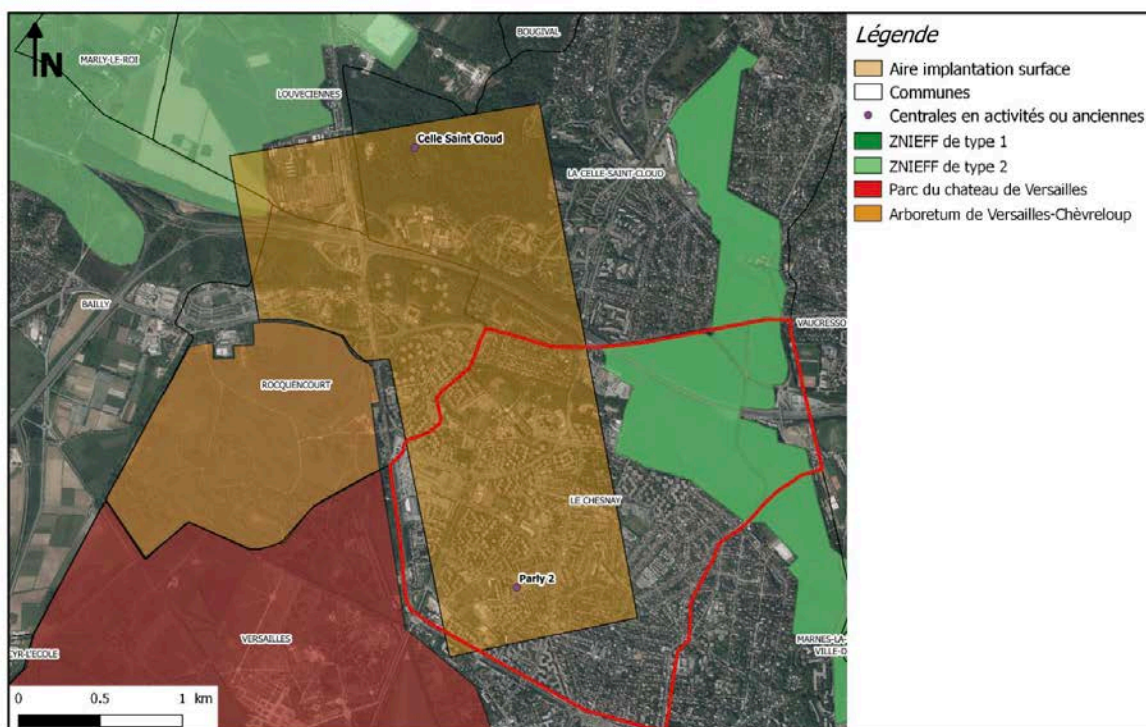 N
MARLY-LE-ROI
LOUVECIENNES
BOUGIVAL
Celle Saint Cloud
LA CELLE-SAINT-CLOUD
BAILLY
VAUCRESSO
ROCQUENCOURT
LE CHESNAY
Parly 2
VERSAILLES
YR-L'ECOLE
MARNES-LA-
VILLE-D
0 0.5 1 km
Légende
Aire implantation surface
Communes
Centrales en activités ou anciennes
ZNIEFF de type 1
ZNIEFF de type 2
Parc du chateau de Versailles
Arboretum de Versailles-Chèvreloup